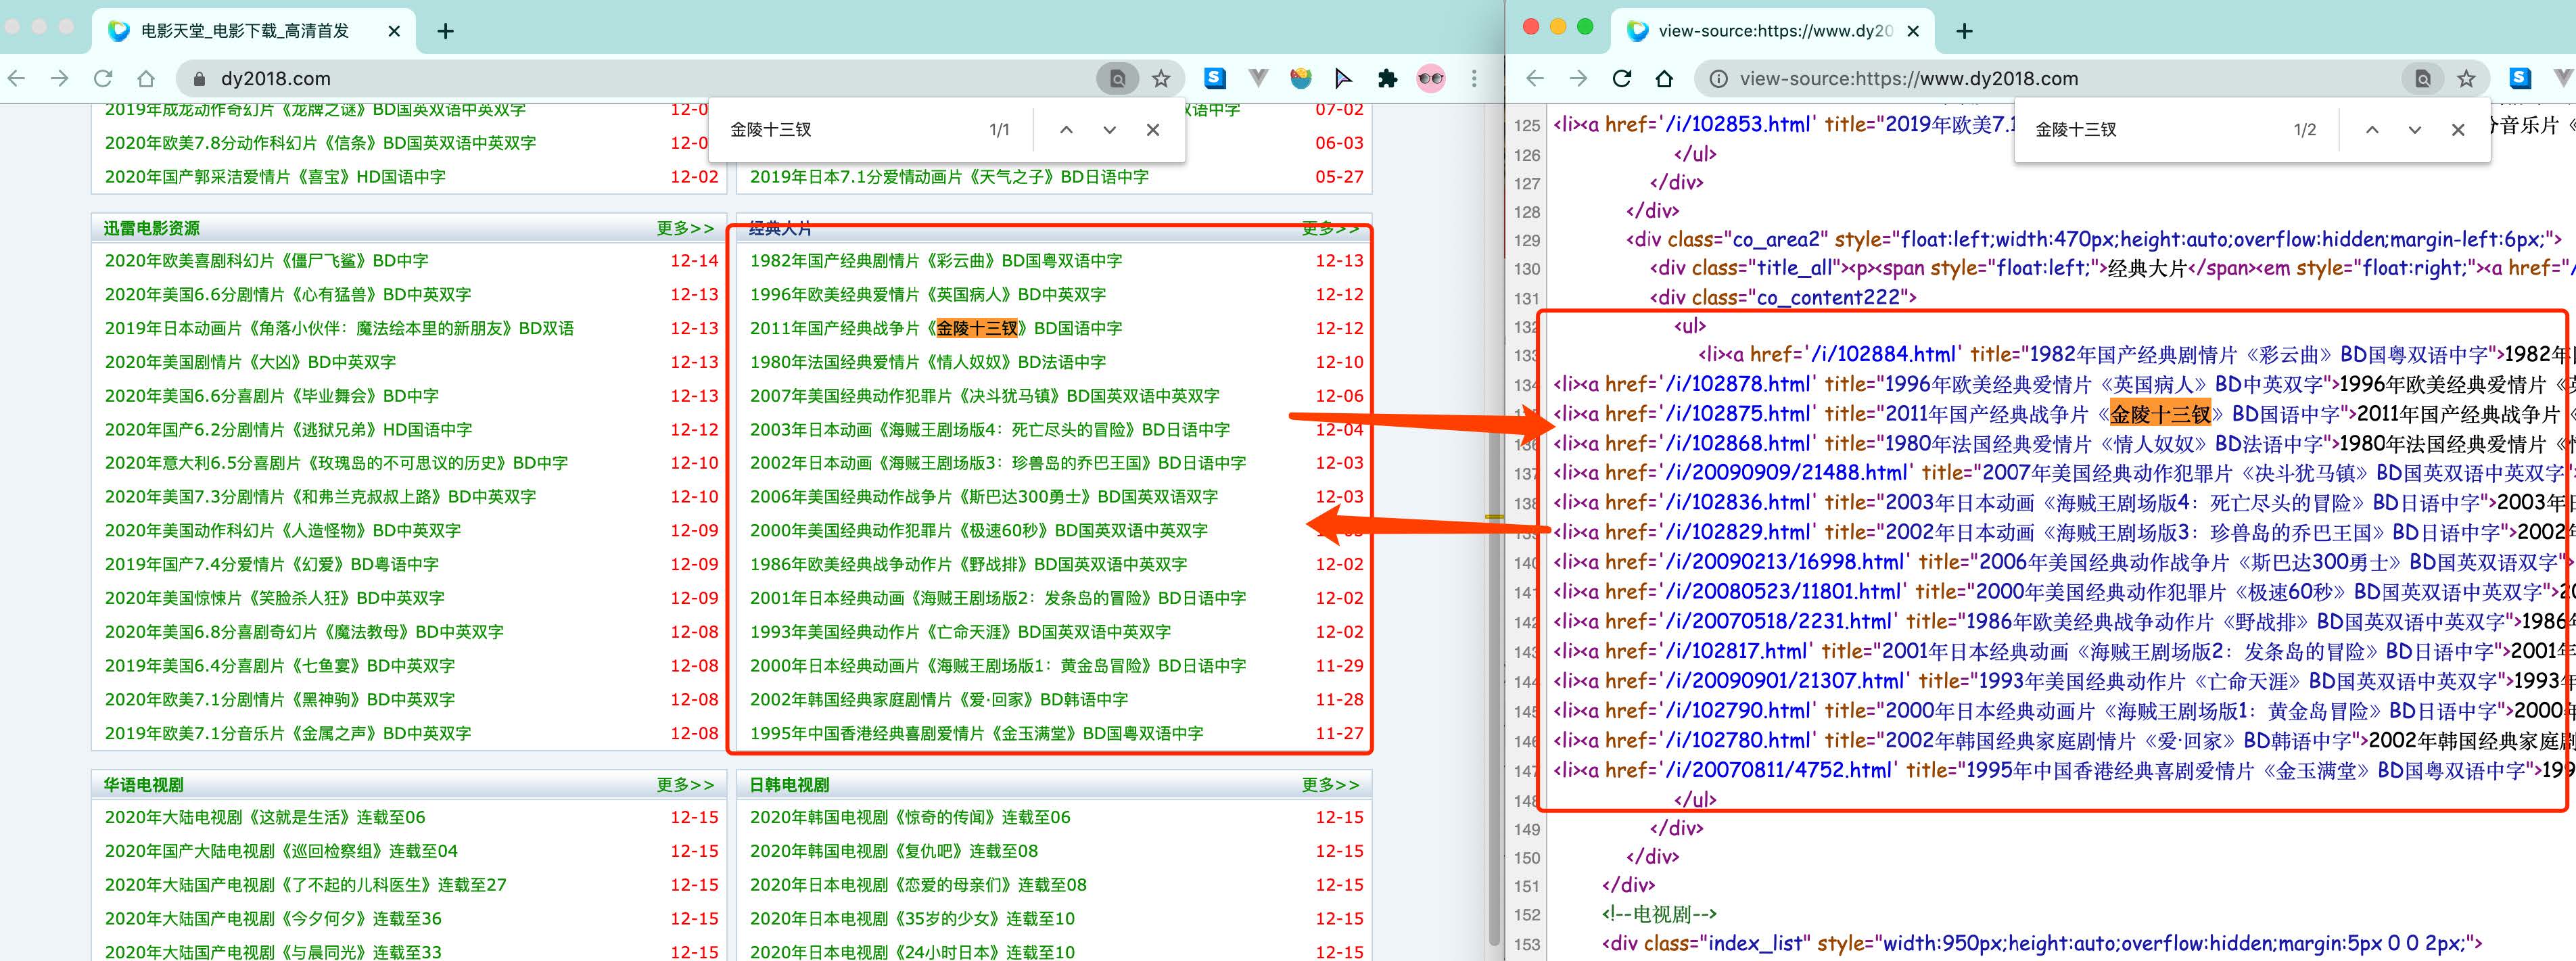 电影天堂_电影下载_高清首发
dy2018.com
金陵十三钗
1/1
2019年成龙动作奇幻片《龙牌之谜》BD国英双语中英双字
07-02
2020年欧美7.8分动作科幻片《信条》BD国英双语中英双字
06-03
2020年国产郭采洁爱情片《喜宝》HD国语中字 12-02
2019年日本7.1分爱情动画片《天气之子》BD日语中字 05-27
迅雷电影资源 更多>>
2020年欧美喜剧科幻片《僵尸飞鲨》BD中字 12-14
2020年美国6.6分剧情片《心有猛兽》BD中英双字 12-13
2019年日本动画片《角落小伙伴：魔法绘本里的新朋友》BD双语 12-13
2020年美国剧情片《大凶》BD中英双字 12-13
2020年美国6.6分喜剧片《毕业舞会》BD中字 12-13
2020年国产6.2分喜剧片《逃狱兄弟》HD国语中字 12-12
2020年意大利6.5分喜剧片《玫瑰岛的不可思议的历史》BD中字 12-10
2020年美国7.3分剧情片《和弗兰克叔叔上路》BD中英双字 12-10
2020年美国动作科幻片《人造怪物》BD中英双字 12-09
2019年国产7.4分爱情片《幻爱》BD粤语中字 12-09
2020年美国惊悚片《笑脸杀人狂》BD中英双字 12-09
2020年美国6.8分喜剧奇幻片《魔法教母》BD中英双字 12-08
2019年美国6.4分喜剧片《七鱼宴》BD中英双字 12-08
2020年欧美7.1分剧情片《黑神驹》BD中英双字 12-08
2019年欧美7.1分音乐片《金属之声》BD中英双字 12-08
经典大片 更多>>
1982年国产经典剧情片《彩云曲》BD国粤双语中字 12-13
1996年欧美经典爱情片《英国病人》BD中英双字 12-12
2011年国产经典战争片《金陵十三钗》BD国语中字 12-12
1980年法国经典爱情片《情人奴奴》BD法语中字 12-10
2007年美国经典动作犯罪片《决斗犹马镇》BD国英双语中英双字 12-06
2003年日本动画《海贼王剧场版4：死亡尽头的冒险》BD日语中字 12-04
2002年日本动画《海贼王剧场版3：珍兽岛的乔巴王国》BD日语中字 12-03
2006年美国经典动作战争片《斯巴达300勇士》BD国英双语双字 12-03
2000年美国经典动作犯罪片《极速60秒》BD国英双语中英双字
1986年欧美经典战争动作片《野战排》BD国英双语中英双字 12-02
2001年日本经典动画《海贼王剧场版2：发条岛的冒险》BD日语中字 12-02
1993年美国经典动作片《亡命天涯》BD国英双语中英双字 12-02
2000年日本经典动画片《海贼王剧场版1：黄金岛冒险》BD日语中字 11-29
2002年韩国经典家庭剧情片《爱·回家》BD韩语中字 11-28
1995年中国香港经典喜剧爱情片《金玉满堂》BD国粤双语中字 11-27
华语电视剧 更多>>
2020年大陆电视剧《这就是生活》连载至06 12-15
2020年国产大陆电视剧《巡回检察组》连载至04 12-15
2020年大陆国产电视剧《了不起的儿科医生》连载至27 12-15
2020年大陆国产电视剧《今夕何夕》连载至36 12-15
2020年大陆国产电视剧《与晨同光》连载至33 12-15
日韩电视剧 更多>>
2020年韩国电视剧《惊奇的传闻》连载至06 12-15
2020年韩国电视剧《复仇吧》连载至08 12-15
2020年日本电视剧《恋爱的母亲们》连载至08 12-15
2020年日本电视剧《35岁的少女》连载至10 12-15
2020年日本电视剧《24小时日本》连载至10 12-15
view-source:https://www.dy20
view-source:https://www.dy2018.com
金陵十三钗
1/2
125 <li><a href='/i/102853.html' title="2019年欧美7.1 分音乐片《
126 </ul>
127 </div>
128 </div>
129 <div class="co_area2" style="float:left;width:470px;height:auto;overflow:hidden;margin-left:6px;">
130 <div class="title_all"><p><span style="float:left;">经典大片</span><em style="float:right;"><a href="/
131 <div class="co_content222">
132 <ul>
133 <li><a href='/i/102884.html' title="1982年国产经典剧情片《彩云曲》BD国粤双语中字">1982年
134 <li><a href='/i/102878.html' title="1996年欧美经典爱情片《英国病人》BD中英双字">1996年欧美经典爱情片《
<li><a href='/i/102875.html' title="2011年国产经典战争片《金陵十三钗》BD国语中字">2011年国产经典战争片《
136 <li><a href='/i/102868.html' title="1980年法国经典爱情片《情人奴奴》BD法语中字">1980年法国经典爱情片《
137 <li><a href='/i/20090909/21488.html' title="2007年美国经典动作犯罪片《决斗犹马镇》BD国英双语中英双字"
138 <li><a href='/i/102836.html' title="2003年日本动画《海贼王剧场版4：死亡尽头的冒险》BD日语中字">2003年
139 <li><a href='/i/102829.html' title="2002年日本动画《海贼王剧场版3：珍兽岛的乔巴王国》BD日语中字">2002
140 <li><a href='/i/20090213/16998.html' title="2006年美国经典动作战争片《斯巴达300勇士》BD国英双语双字">
141 <li><a href='/i/20080523/11801.html' title="2000年美国经典动作犯罪片《极速60秒》BD国英双语中英双字">
142 <li><a href='/i/20070518/2231.html' title="1986年欧美经典战争动作片《野战排》BD国英双语中英双字">1986
143 <li><a href='/i/102817.html' title="2001年日本经典动画《海贼王剧场版2：发条岛的冒险》BD日语中字">2001年
144 <li><a href='/i/20090901/21307.html' title="1993年美国经典动作片《亡命天涯》BD国英双语中英双字">1993
145 <li><a href='/i/102790.html' title="2000年日本经典动画片《海贼王剧场版1：黄金岛冒险》BD日语中字">2000
146 <li><a href='/i/102780.html' title="2002年韩国经典家庭剧情片《爱·回家》BD韩语中字">2002年韩国经典家庭
147 <li><a href='/i/20070811/4752.html' title="1995年中国香港经典喜剧爱情片《金玉满堂》BD国粤双语中字">199
148 </ul>
149 </div>
150 </div>
151 </div>
152 <!--电视剧-->
153 <div class="index_list" style="width:950px;height:auto;overflow:hidden;margin:5px 0 0 2px;">